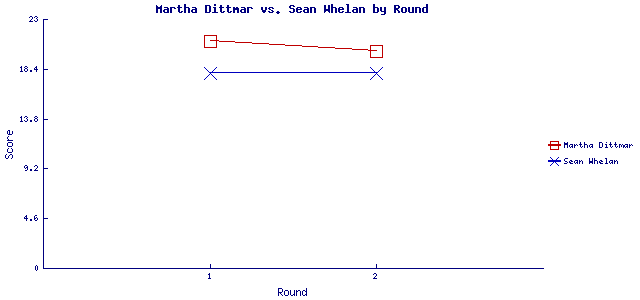 Martha Dittmar vs. Sean Whelan by Round
23
18.4
13.8
9.2
4.6
0
Score
1 2
Round
Martha Dittmar
Sean Whelan